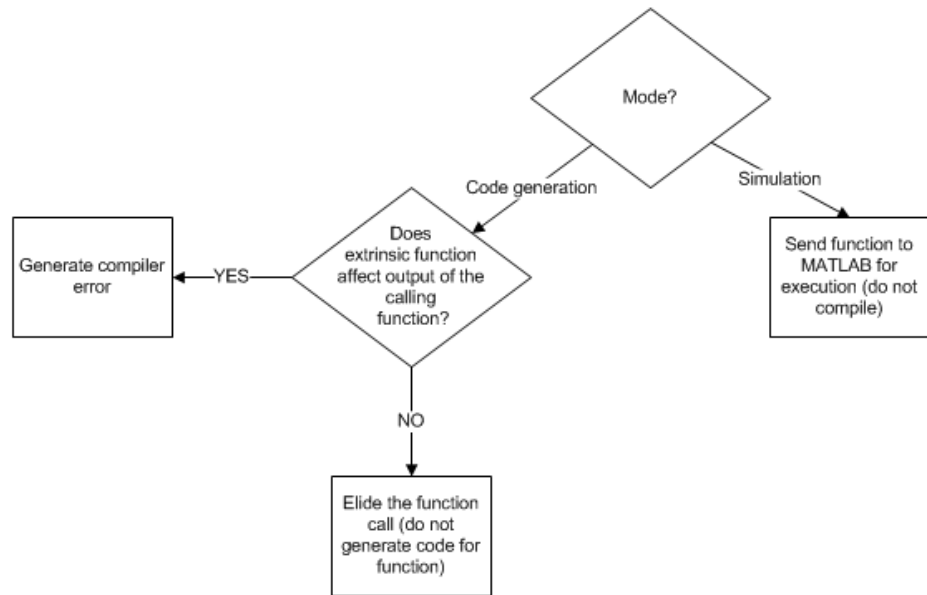 Mode?
Code generation
Simulation
Does
extrinsic function
affect output of the
calling
function?
YES
Generate compiler
error
Send function to
MATLAB for
execution (do not
compile)
NO
Elide the function
call (do not
generate code for
function)